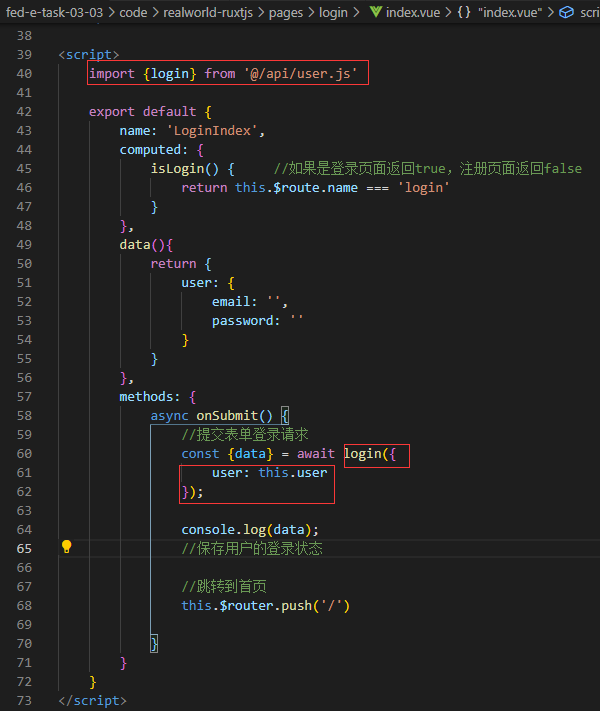 fed-e-task-03-03 > code > realworld-ruxtjs > pages > login > index.vue > {} "index.vue" > scri
38
39 <script>
40 import {login} from '@/api/user.js'
41
42 export default {
43 name: 'LoginIndex',
44 computed: {
45 isLogin() { //如果是登录页面返回true，注册页面返回false
46 return this.$route.name === 'login'
47 }
48 },
49 data(){
50 return {
51 user: {
52 email: '',
53 password: ''
54 }
55 }
56 },
57 methods: {
58 async onSubmit() {
59 //提交表单登录请求
60 const {data} = await login({
61 user: this.user
62 });
63
64 console.log(data);
65 //保存用户的登录状态
66
67 //跳转到首页
68 this.$router.push('/')
69
70 }
71 }
72 }
73 </script>